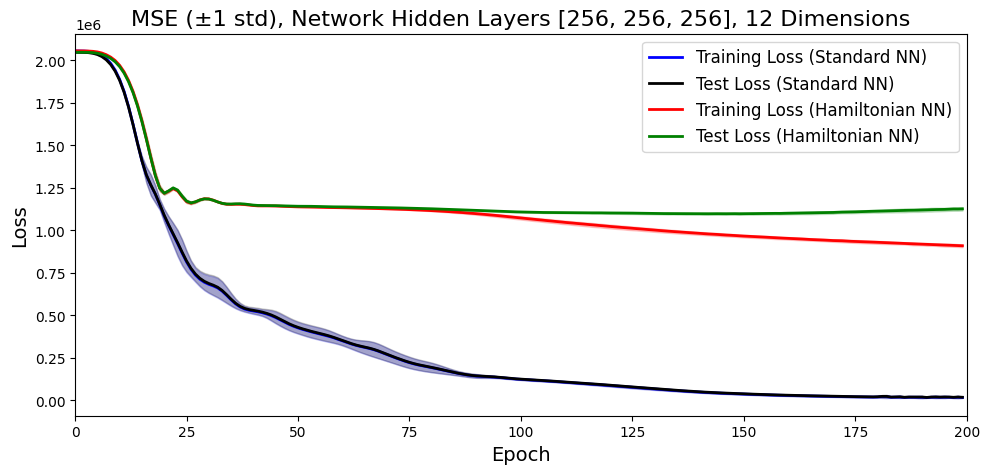 MSE (±1 std), Network Hidden Layers [256, 256, 256], 12 Dimensions
1e6
2.00
1.75
1.50
1.25
1.00
0.75
0.50
0.25
0.00
Loss
Training Loss (Standard NN)
Test Loss (Standard NN)
Training Loss (Hamiltonian NN)
Test Loss (Hamiltonian NN)
0 25 50 75 100 125 150 175 200
Epoch